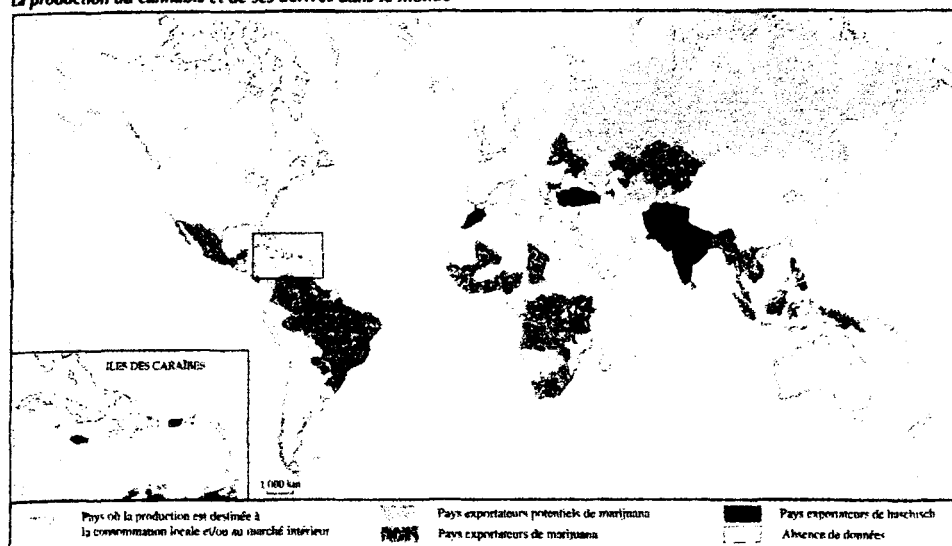 La production du cannabis et de ses dérivés dans le monde
ILES DES CARAÏBES
1 000 km
Pays où la production est destinée à
la consommation locale et/ou au marché intérieur
Pays exportateurs potentiels de marijuana
Pays exportateurs de marijuana
Pays exportateurs de haschisch
Absence de données